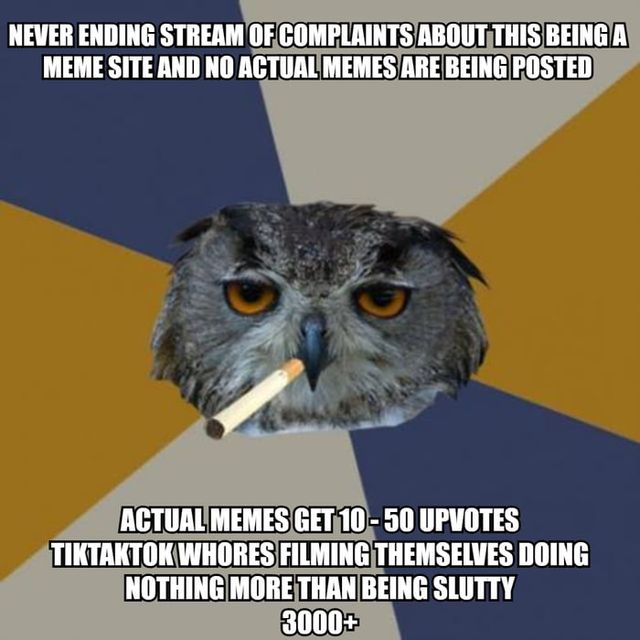 NEVER ENDING STREAM OF COMPLAINTS ABOUT THIS BEING A
MEME SITE AND NO ACTUAL MEMES ARE BEING POSTED
ACTUAL MEMES GET 10 - 50 UPVOTES
TIKTAKTOK WHORES FILMING THEMSELVES DOING
NOTHING MORE THAN BEING SLUTTY
3000+